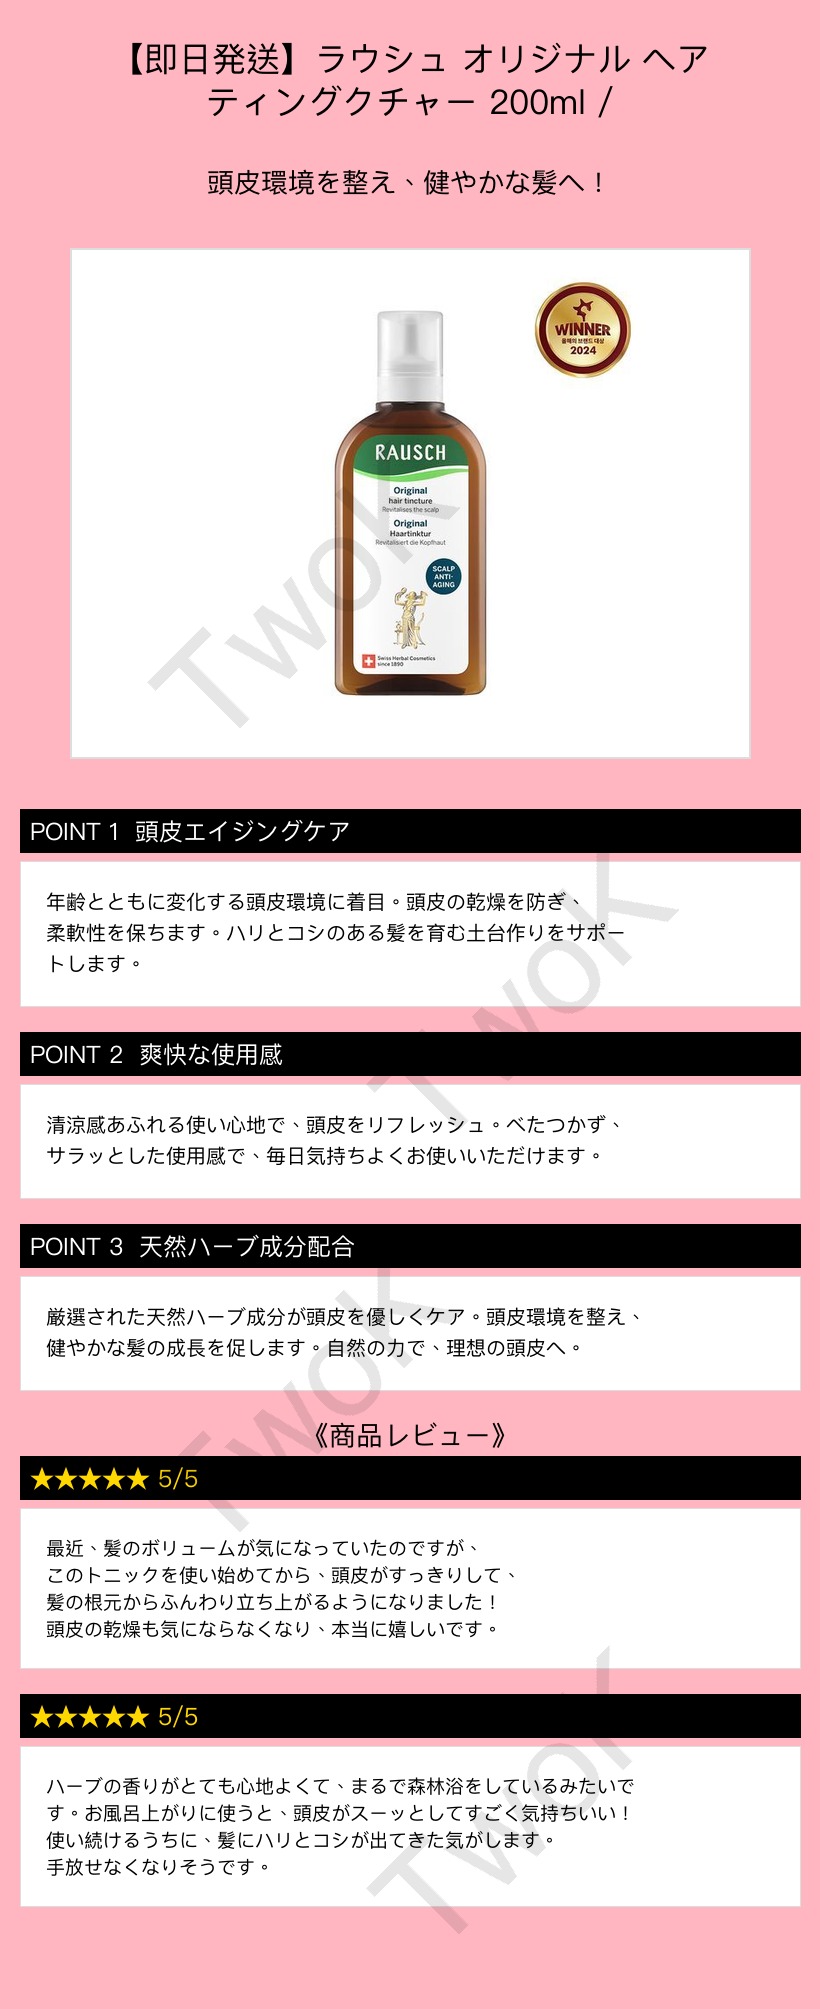 【即日発送】ラウシュ オリジナル ヘア
ティングクチャー 200ml /
頭皮環境を整え、健やかな髪へ！
WINNER
올해의 브랜드 대상
2024
RAUSCH
Original
hair tincture
Revitalises the scalp
Original
Haartinktur
Revitalisiert die Kopfhaut
SCALP
ANTI-
AGING
Swiss Herbal Cosmetics
since 1890
TwoK
POINT 1 頭皮エイジングケア
年齢とともに変化する頭皮環境に着目。頭皮の乾燥を防ぎ、
柔軟性を保ちます。ハリとコシのある髪を育む土台作りをサポー
トします。
TwoK
POINT 2 爽快な使用感
清涼感あふれる使い心地で、頭皮をリフレッシュ。べたつかず、
サラッとした使用感で、毎日気持ちよくお使いいただけます。
POINT 3 天然ハーブ成分配合
厳選された天然ハーブ成分が頭皮を優しくケア。頭皮環境を整え、
健やかな髪の成長を促します。自然の力で、理想の頭皮へ。
TwoK
《商品レビュー》
★★★★★ 5/5
最近、髪のボリュームが気になっていたのですが、
このトニックを使い始めてから、頭皮がすっきりして、
髪の根元からふんわり立ち上がるようになりました！
頭皮の乾燥も気にならなくなり、本当に嬉しいです。
★★★★★ 5/5
ハーブの香りがとても心地よくて、まるで森林浴をしているみたいで
す。お風呂上がりに使うと、頭皮がスーッとしてすごく気持ちいい！
使い続けるうちに、髪にハリとコシが出てきた気がします。
手放せなくなりそうです。
TwoK